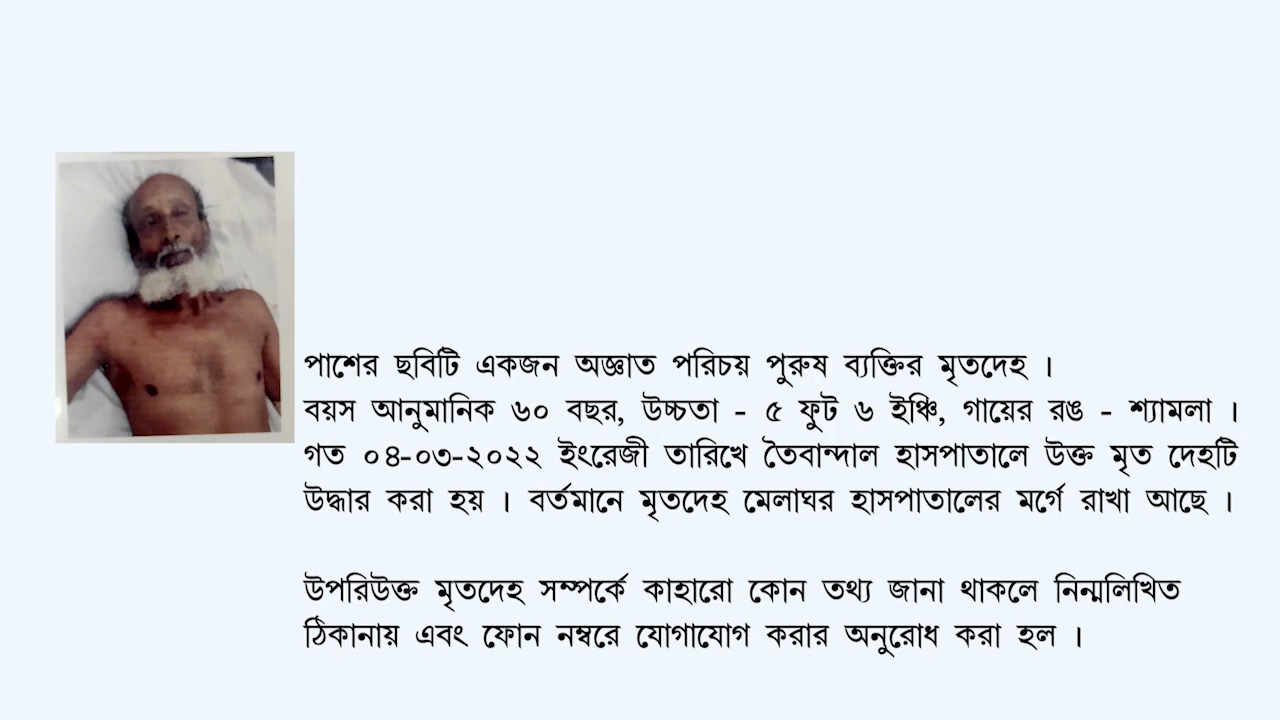 পাশের ছবিটি একজন অজ্ঞাত পরিচয় পুরুষ ব্যক্তির মৃতদেহ ।
বয়স আনুমানিক ৬০ বছর, উচ্চতা - ৫ ফুট ৬ ইঞ্চি, গায়ের রঙ - শ্যামলা ।
গত ০৪-০৩-২০২২ ইংরেজী তারিখে তৈবান্দাল হাসপাতালে উক্ত মৃত দেহটি
উদ্ধার করা হয় । বর্তমানে মৃতদেহ মেলাঘর হাসপাতালের মর্গে রাখা আছে ।
উপরিউক্ত মৃতদেহ সম্পর্কে কাহারো কোন তথ্য জানা থাকলে নিন্মলিখিত
ঠিকানায় এবং ফোন নম্বরে যোগাযোগ করার অনুরোধ করা হল ।